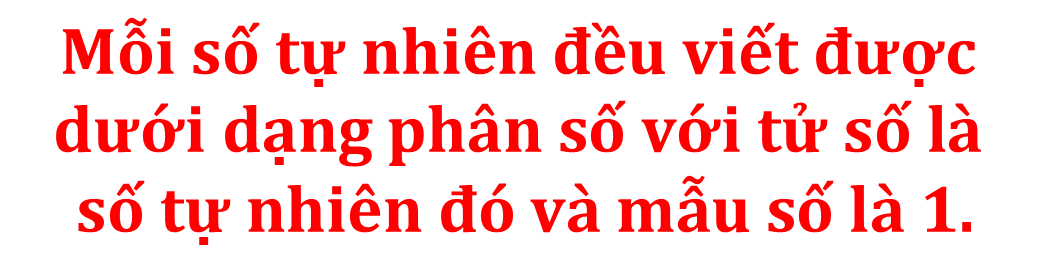 Mỗi số tự nhiên đều viết được
dưới dạng phân số với tử số là
số tự nhiên đó và mẫu số là 1.